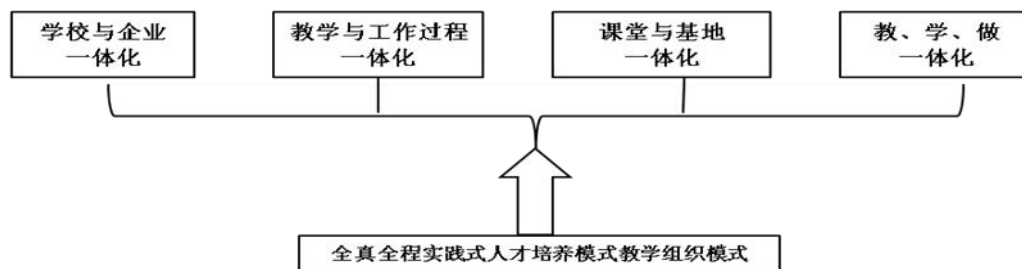 学校与企业
一体化
教学与工作过程
一体化
课堂与基地
一体化
教、学、做
一体化
全真全程实践式人才培养模式教学组织模式